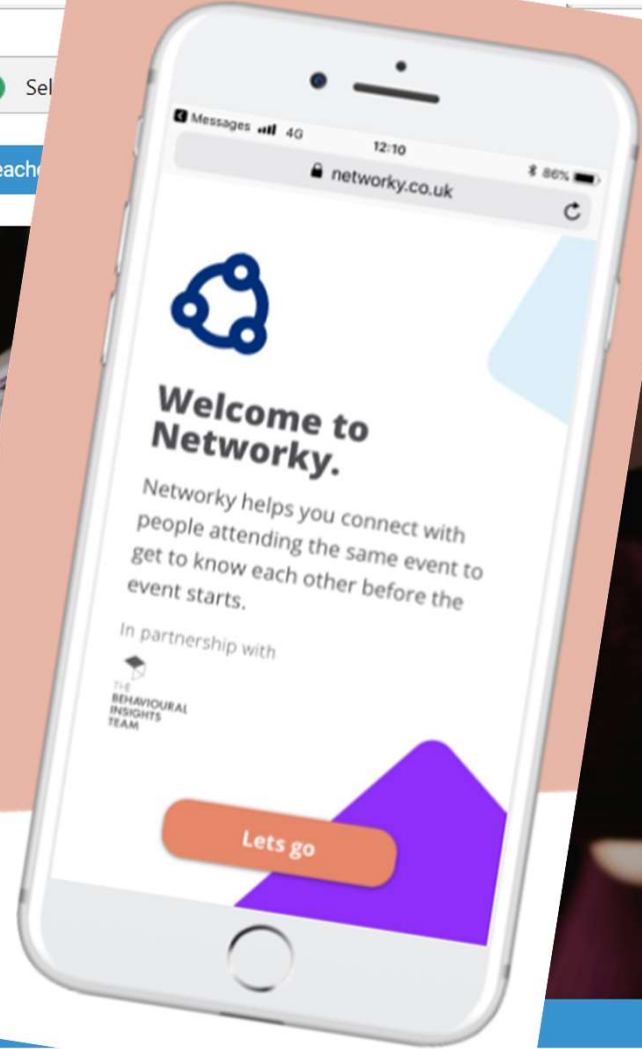 Sel
each
Messages 4G 12:10 86%
networky.co.uk
Welcome to
Networky.
Networky helps you connect with
people attending the same event to
get to know each other before the
event starts.
In partnership with
THE
BEHAVIOURAL
INSIGHTS
TEAM
Lets go